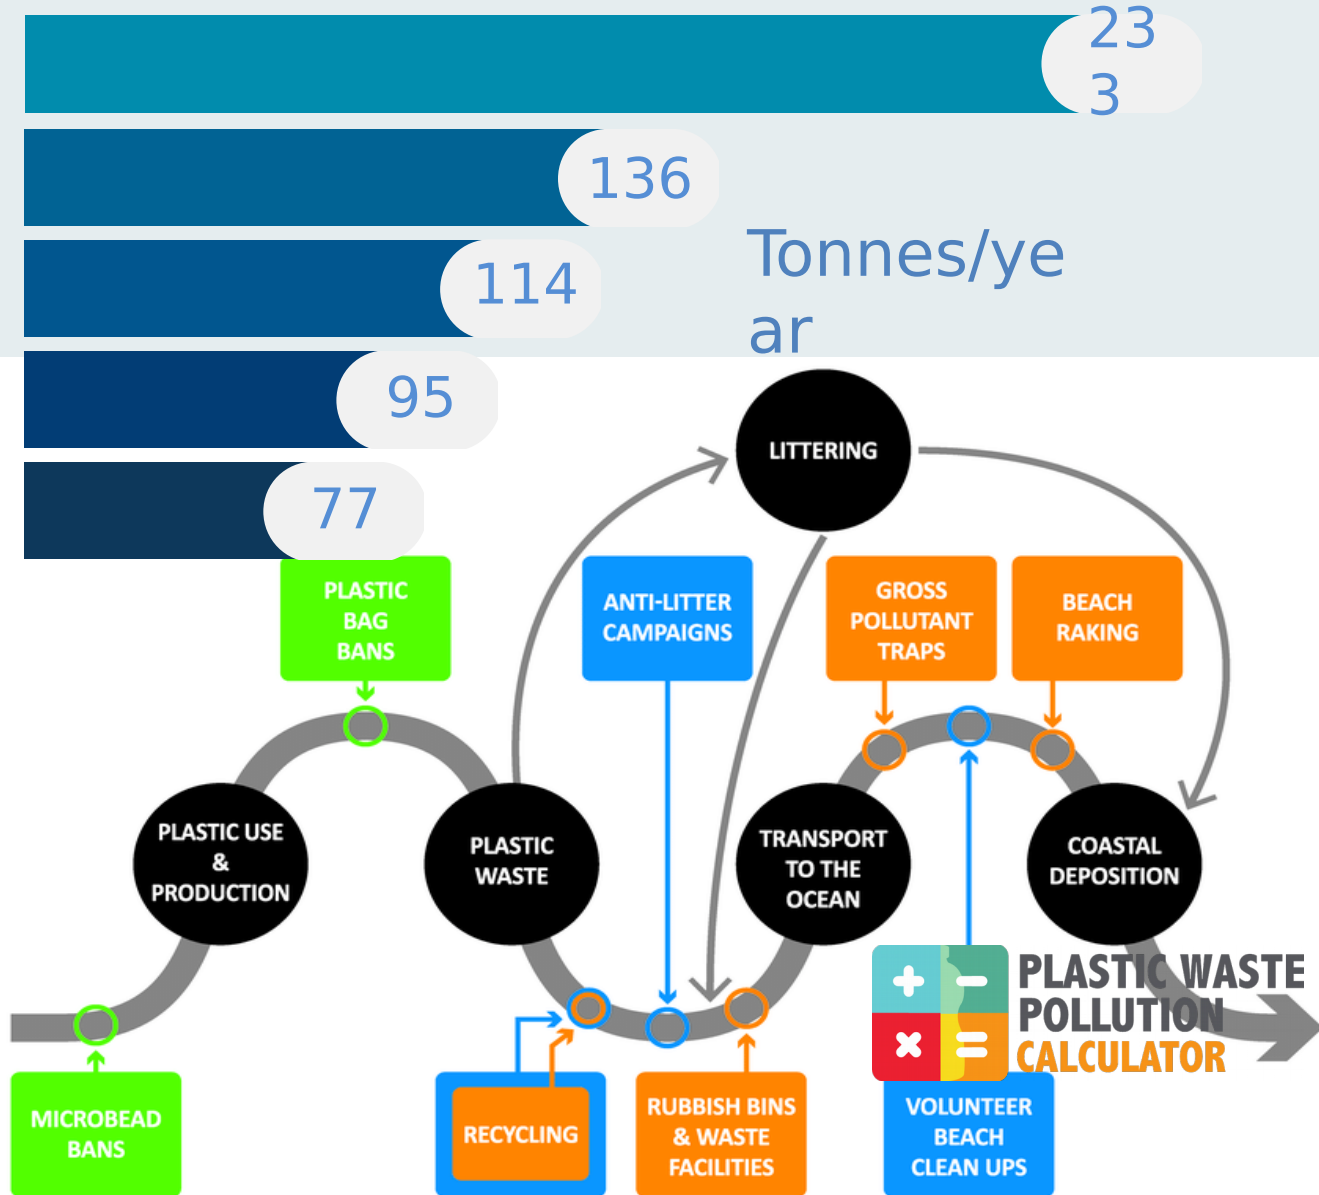 23
3
136
114
Tonnes/ye
ar
95
77
LITTERING
PLASTIC
BAG
BANS
ANTI-LITTER
CAMPAIGNS
GROSS
POLLUTANT
TRAPS
BEACH
RAKING
PLASTIC USE
&
PRODUCTION
PLASTIC
WASTE
TRANSPORT
TO THE
OCEAN
COASTAL
DEPOSITION
PLASTIC WASTE
POLLUTION
CALCULATOR
MICROBEAD
BANS
RECYCLING
RUBBISH BINS
& WASTE
FACILITIES
VOLUNTEER
BEACH
CLEAN UPS